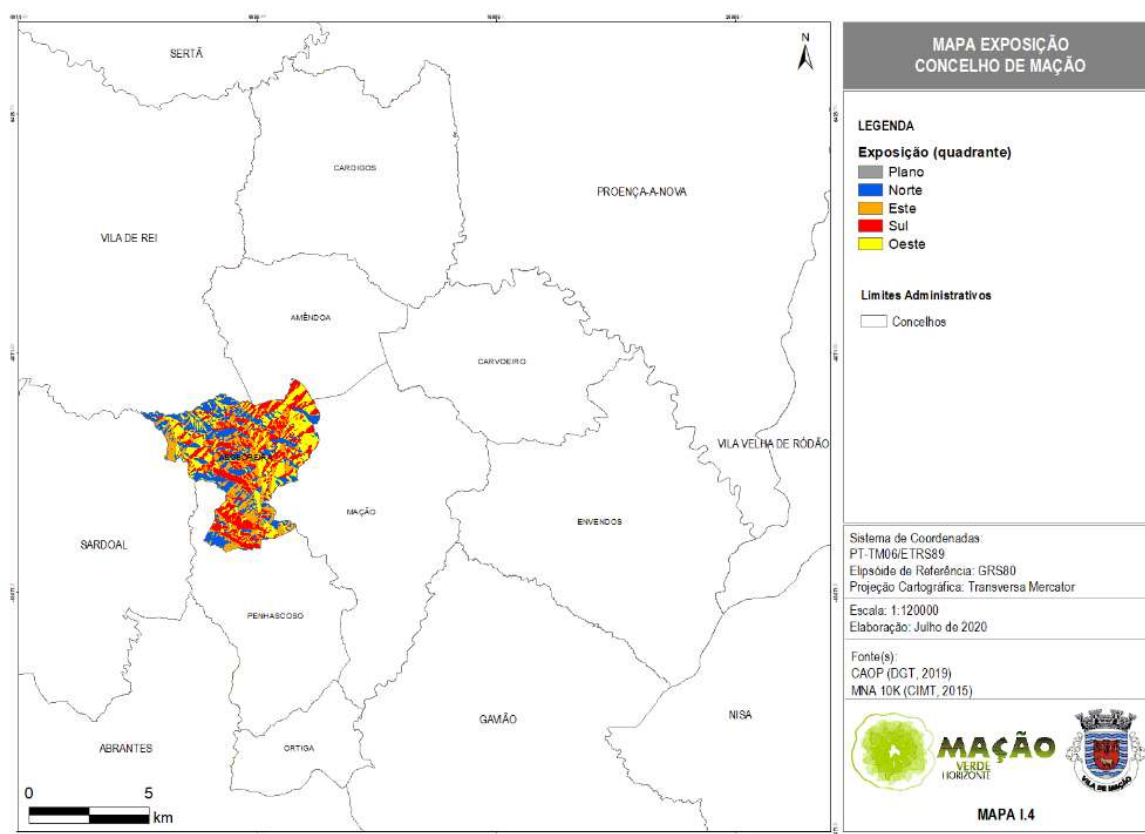 N
SERTÃ
CARDIGOS
PROENÇA-A-NOVA
VILA DE REI
AMÊNDOA
CARVOEIRO
VILA VELHA DE RÓDÃO
MAÇÃO
ENVENDOS
SARDOAL
PENHASCOSO
NISA
GAVIÃO
ABRANTES
ORTIGA
0 5
km
MAPA EXPOSIÇÃO
CONCELHO DE MAÇÃO
LEGENDA
Exposição (quadrante)
Plano
Norte
Este
Sul
Oeste
Limites Administrativos
Concelhos
Sistema de Coordenadas:
PT-TM06/ETRS89
Elipsóide de Referência: GRS80
Projeção Cartográfica: Transversa Mercator
Escala: 1:120000
Elaboração: Julho de 2020
Fonte(s):
CAOP (DGT, 2019)
MNA 10K (CIMT, 2015)
MAÇÃO
VERDE
HORIZONTE
VILA DE MAÇÃO
MAPA I.4